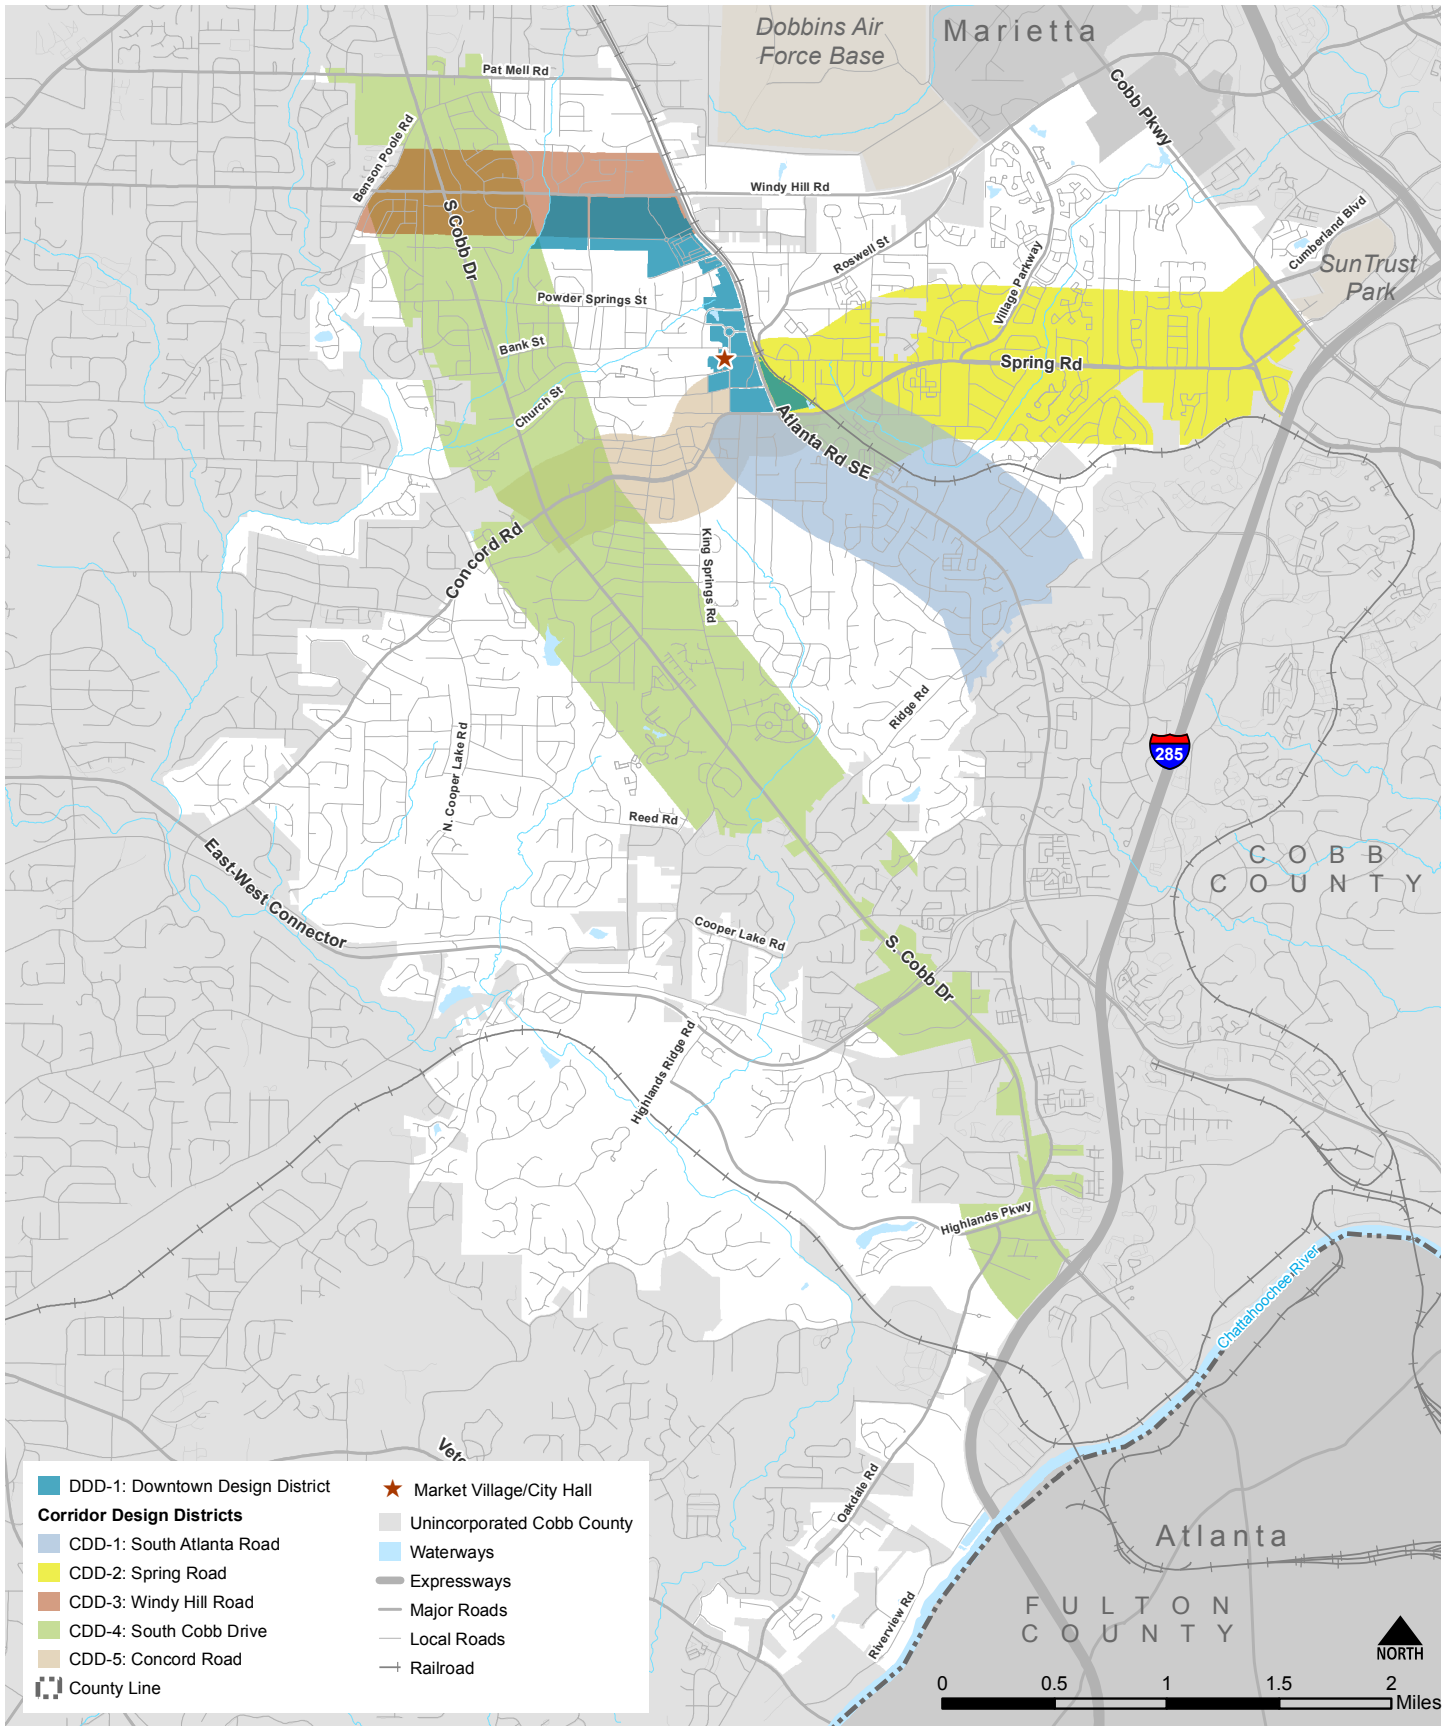 Dobbins Air
Force Base
Marietta
Pat Mell Rd
Cobb Pkwy
Benson Poole Rd
Windy Hill Rd
S Cobb Dr
Cumberland Blvd
Roswell St
SunTrust
Park
Village Parkway
Powder Springs St
Bank St
Spring Rd
Church St
Atlanta Rd SE
Concord Rd
King Springs Rd
Ridge Rd
N. Cooper Lake Rd
285
Reed Rd
COBB
COUNTY
East-West Connector
Cooper Lake Rd
S. Cobb Dr
Highlands Ridge Rd
Highlands Pkwy
Chattahoochee River
Oakdale Rd
Atlanta
Riverview Rd
FULTON
COUNTY
DDD-1: Downtown Design District
Corridor Design Districts
CDD-1: South Atlanta Road
CDD-2: Spring Road
CDD-3: Windy Hill Road
CDD-4: South Cobb Drive
CDD-5: Concord Road
County Line
Market Village/City Hall
Unincorporated Cobb County
Waterways
Expressways
Major Roads
Local Roads
Railroad
NORTH
0 0.5 1 1.5 2
Miles